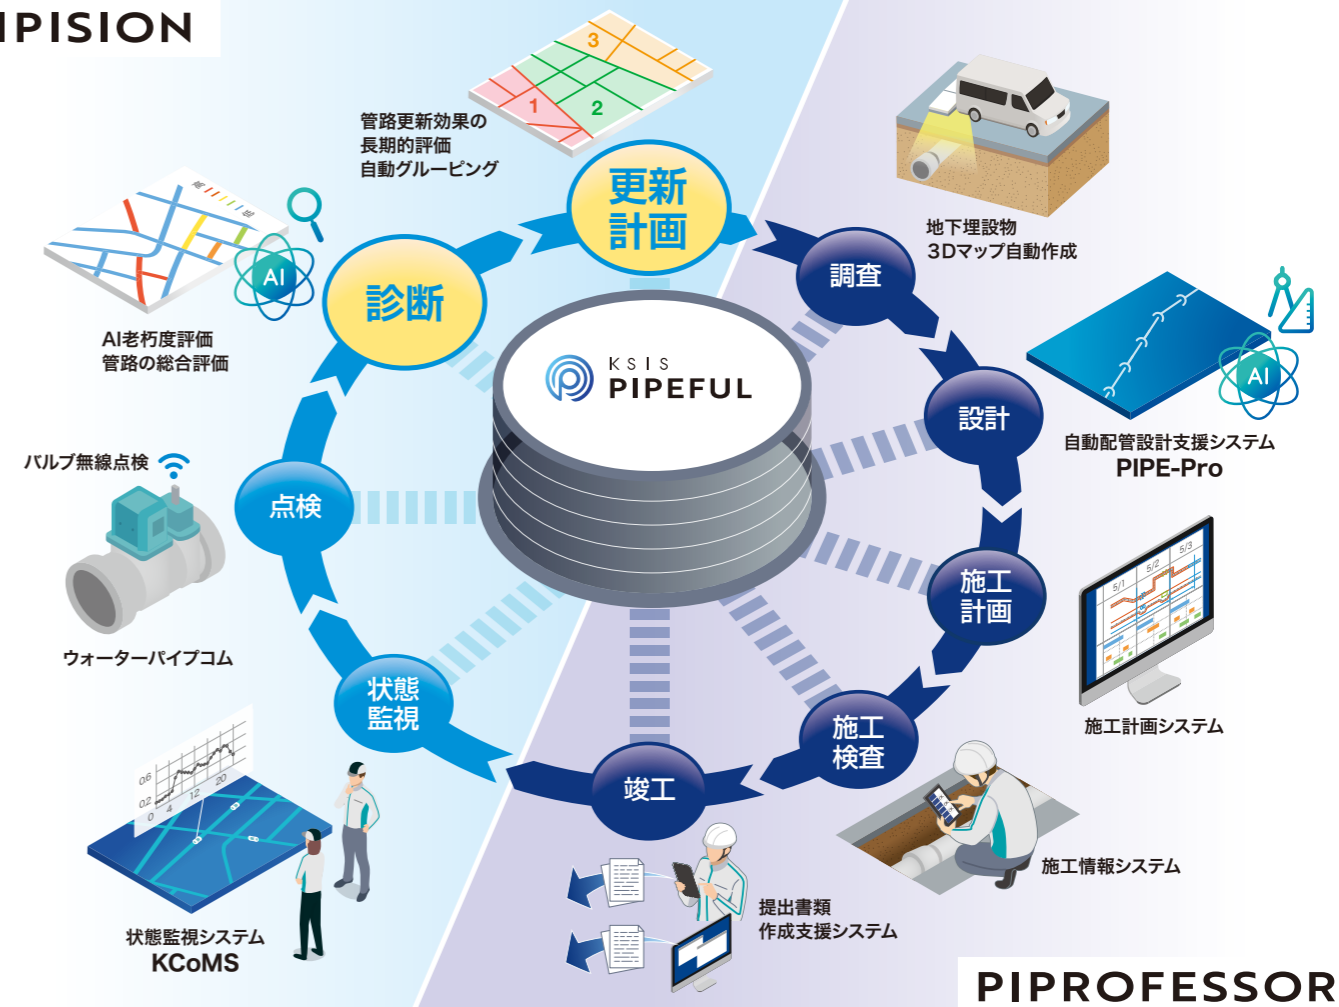 IPISION
3
1
2
管路更新効果の
長期的評価
自動グルーピング
更新
計画
地下埋設物
3Dマップ自動作成
調査
AI
AI老朽度評価
管路の総合評価
診断
KSIS
PIPEFUL
設計
AI
自動配管設計支援システム
PIPE-Pro
バルブ無線点検
点検
ウォーターパイプコム
施工
計画
5/1
5/2
5/3
施工計画システム
状態
監視
施工
検査
竣工
0.6
0.2
0
4
12
20
状態監視システム
KCoMS
施工情報システム
提出書類
作成支援システム
PIPROFESSOR